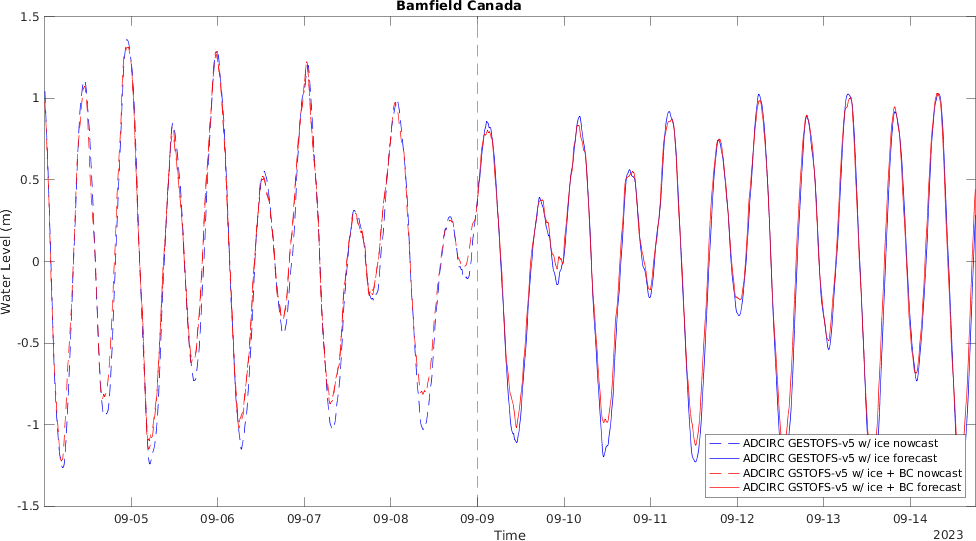 Bamfield Canada
1.5
1
0.5
0
-0.5
-1
-1.5
Water Level (m)
09-05 09-06 09-07 09-08 09-09 09-10 09-11 09-12 09-13 09-14
Time
2023
ADCIRC GESTOFS-v5 w/ ice nowcast
ADCIRC GESTOFS-v5 w/ ice forecast
ADCIRC GSTOFS-v5 w/ ice + BC nowcast
ADCIRC GSTOFS-v5 w/ ice + BC forecast